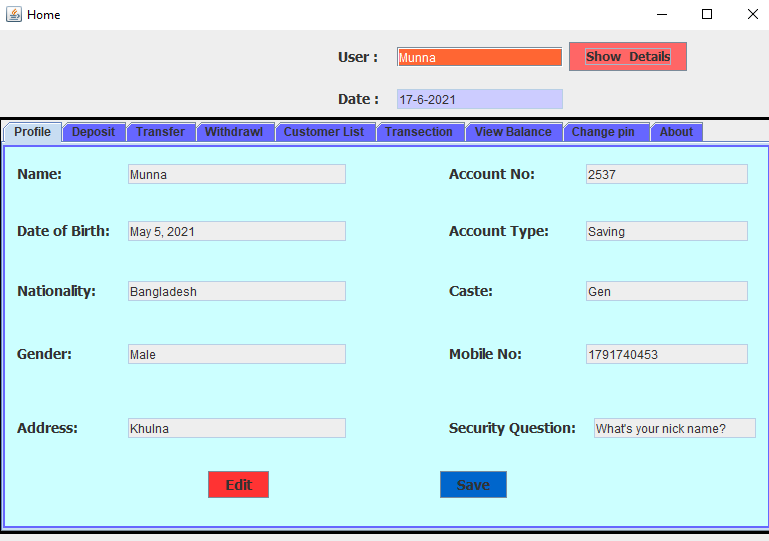 Home
User : Munna Show Details
Date : 17-6-2021
Profile Deposit Transfer Withdrawl Customer List Transection View Balance Change pin About
Name: Munna Account No: 2537
Date of Birth: May 5, 2021 Account Type: Saving
Nationality: Bangladesh Caste: Gen
Gender: Male Mobile No: 1791740453
Address: Khulna Security Question: What's your nick name?
Edit Save